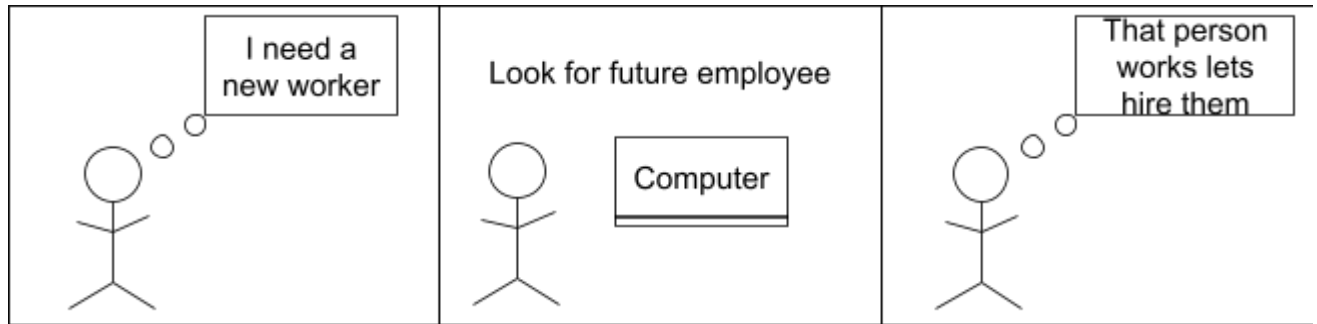 I need a
new worker
Look for future employee
Computer
That person
works lets
hire them